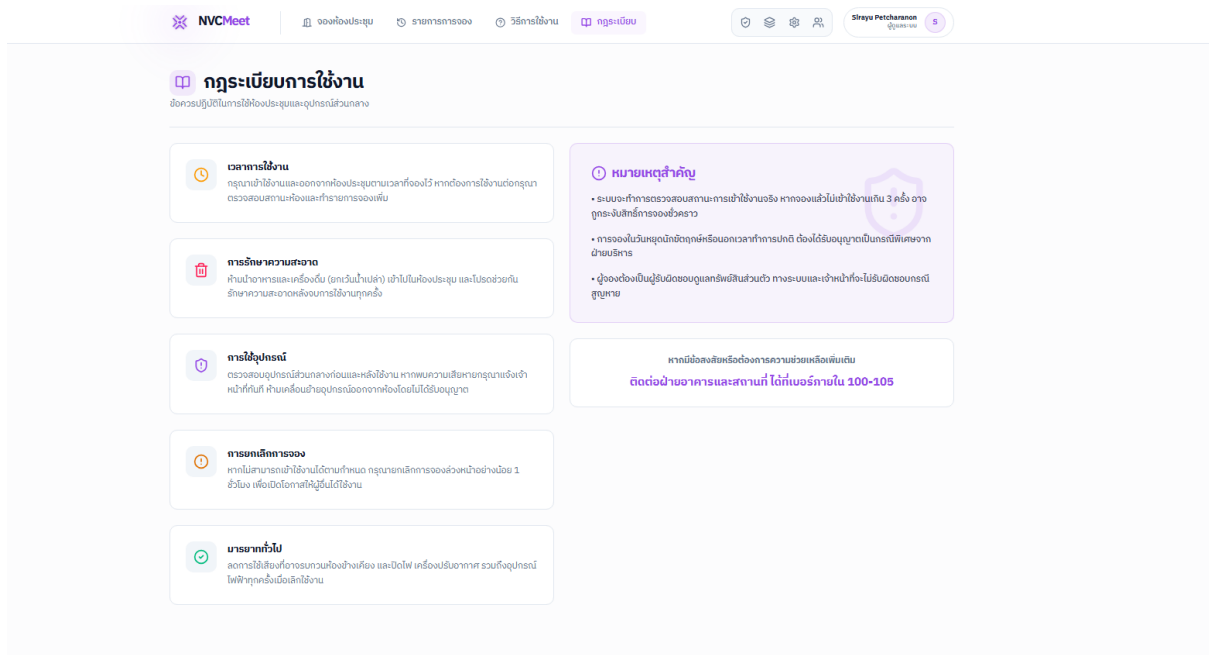 NVCMeet
จองห้องประชุม
รายการการจอง
วิธีการใช้งาน
กฎระเบียบ
Sirayu Petcharanon
ผู้ดูแลระบบ
S
กฎระเบียบการใช้งาน
ข้อควรปฏิบัติในการใช้ห้องประชุมและอุปกรณ์ส่วนกลาง
เวลาการใช้งาน
กรุณาเข้าใช้งานและออกจากห้องประชุมตามเวลาที่จองไว้ หากต้องการใช้งานต่อกรุณา
ตรวจสอบสถานะห้องและทำรายการจองเพิ่ม
การรักษาความสะอาด
ห้ามนำอาหารและเครื่องดื่ม (ยกเว้นน้ำเปล่า) เข้าไปในห้องประชุม และโปรดช่วยกัน
รักษาความสะอาดหลังจบการใช้งานทุกครั้ง
การใช้อุปกรณ์
ตรวจสอบอุปกรณ์ส่วนกลางก่อนและหลังใช้งาน หากพบความเสียหายกรุณาแจ้งเจ้า
หน้าที่ทันที ห้ามเคลื่อนย้ายอุปกรณ์ออกจากห้องโดยไม่ได้รับอนุญาต
การยกเลิกการจอง
หากไม่สามารถเข้าใช้งานได้ตามกำหนด กรุณายกเลิกการจองล่วงหน้าอย่างน้อย 1
ชั่วโมง เพื่อเปิดโอกาสให้ผู้อื่นได้ใช้งาน
มารยาททั่วไป
ลดการใช้เสียงที่อาจรบกวนห้องข้างเคียง และปิดไฟ เครื่องปรับอากาศ รวมถึงอุปกรณ์
ไฟฟ้าทุกครั้งเมื่อเลิกใช้งาน
หมายเหตุสำคัญ
• ระบบจะทำการตรวจสอบสถานะการเข้าใช้งานจริง หากจองแล้วไม่เข้าใช้งานเกิน 3 ครั้ง อาจ
ถูกระงับสิทธิ์การจองชั่วคราว
• การจองในวันหยุดนักขัตฤกษ์หรือนอกเวลาทำการปกติ ต้องได้รับอนุญาตเป็นกรณีพิเศษจาก
ฝ่ายบริหาร
• ผู้จองต้องเป็นผู้รับผิดชอบดูแลทรัพย์สินส่วนตัว ทางระบบและเจ้าหน้าที่จะไม่รับผิดชอบกรณี
สูญหาย
หากมีข้อสงสัยหรือต้องการความช่วยเหลือเพิ่มเติม
ติดต่อฝ่ายอาคารและสถานที่ ได้ที่เบอร์ภายใน 100-105